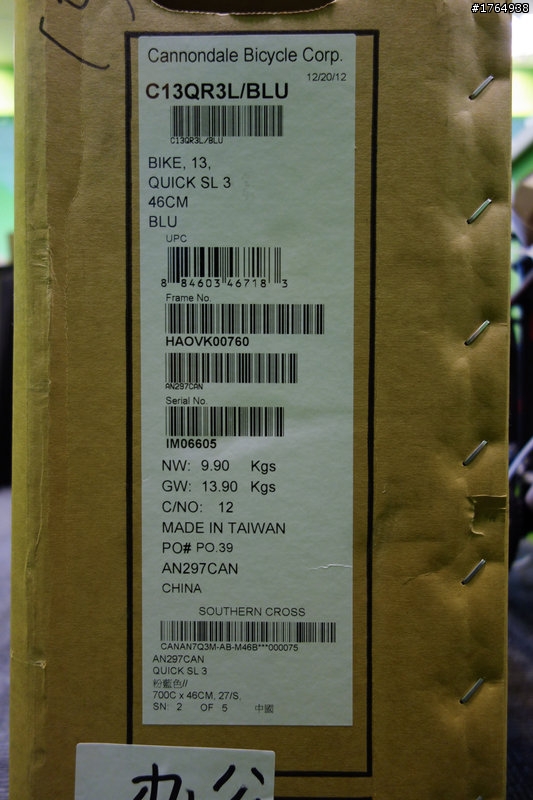 #1764938
Cannondale Bicycle Corp.
12/20/12
C13QR3L/BLU
C13QR3L/BLU
BIKE, 13,
QUICK SL 3
46CM
BLU
UPC
8 84603 46718 3
Frame No.
HAOVK00760
AN297CAN
Serial No.
IM06605
NW: 9.90 Kgs
GW: 13.90 Kgs
C/NO: 12
MADE IN TAIWAN
PO# PO.39
AN297CAN
CHINA
SOUTHERN CROSS
CANAN7Q3M-AB-M46B***000075
AN297CAN
QUICK SL 3
粉藍色//
700C x 46CM, 27/S,
SN: 2 OF 5 中國
办公